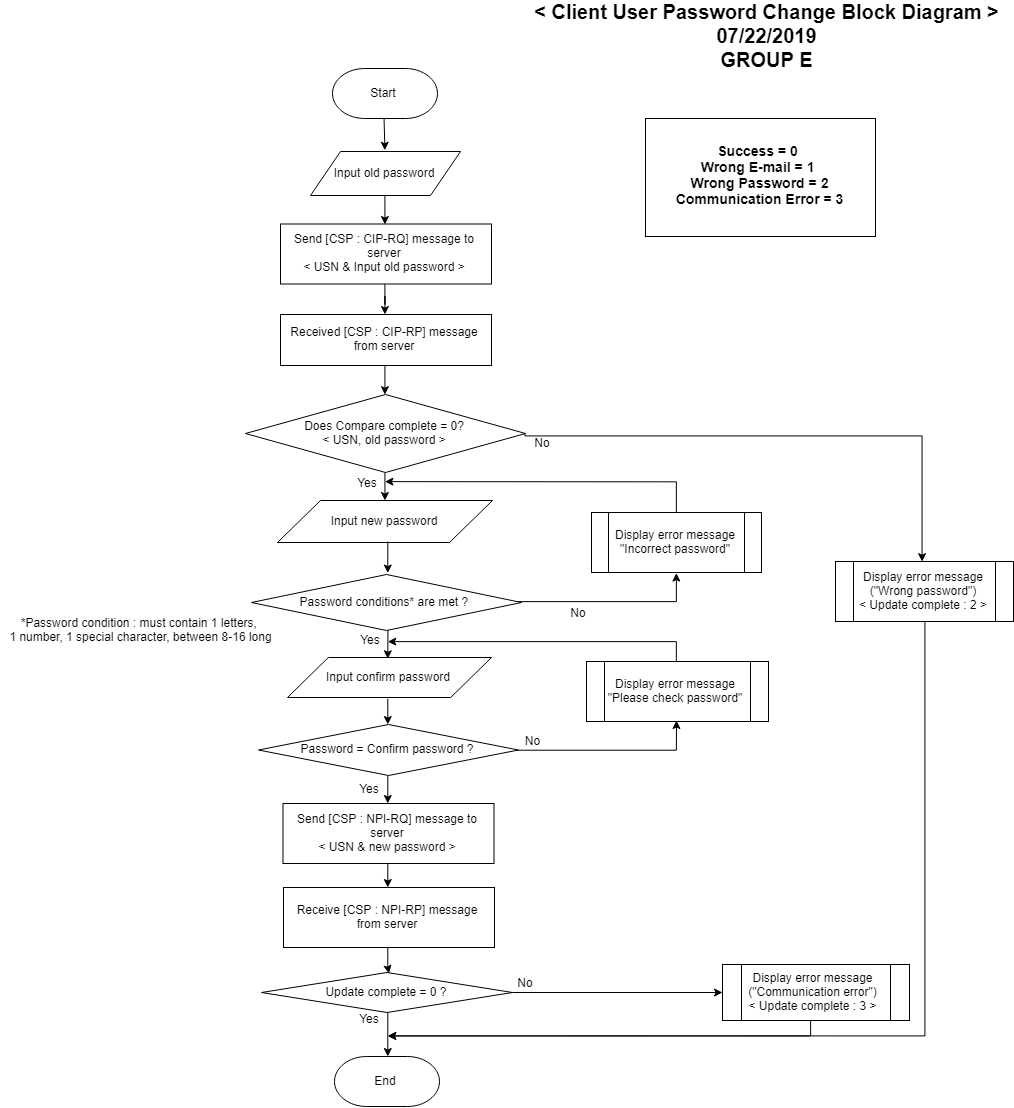 < Client User Password Change Block Diagram >
07/22/2019
GROUP E
Start
Success = 0
Wrong E-mail = 1
Wrong Password = 2
Communication Error = 3
Input old password
Send [CSP : CIP-RQ] message to
server
< USN & Input old password >
Received [CSP : CIP-RP] message
from server
Does Compare complete = 0?
< USN, old password >
No
Yes
Input new password
Display error message
"Incorrect password"
Display error message
("Wrong password")
< Update complete : 2 >
Password conditions* are met ?
No
*Password condition : must contain 1 letters,
1 number, 1 special character, between 8-16 long
Yes
Input confirm password
Display error message
"Please check password"
Password = Confirm password ?
No
Yes
Send [CSP : NPI-RQ] message to
server
< USN & new password >
Receive [CSP : NPI-RP] message
from server
Update complete = 0 ?
No
Display error message
("Communication error")
< Update complete : 3 >
Yes
End